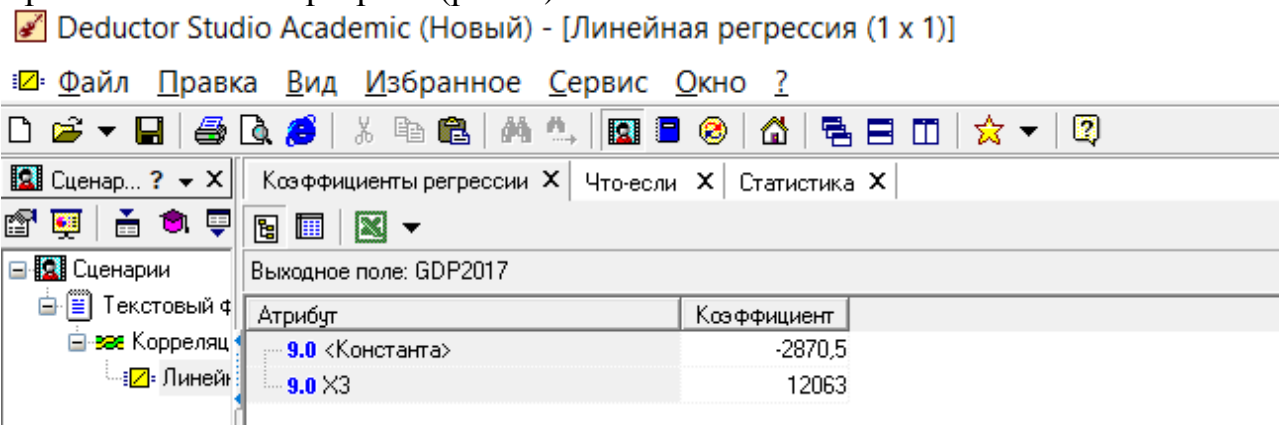 Deductor Studio Academic (Новый) - [Линейная регрессия (1 x 1)]
Файл Правка Вид Избранное Сервис Окно ?
Сценар... ? X Коэффициенты регрессии X Что-если X Статистика X
Сценарии Выходное поле: GDP2017
Текстовый ф Атрибут Коэффициент
Корреляц 9.0 <Константа> -2870,5
Линейн 9.0 X3 12063